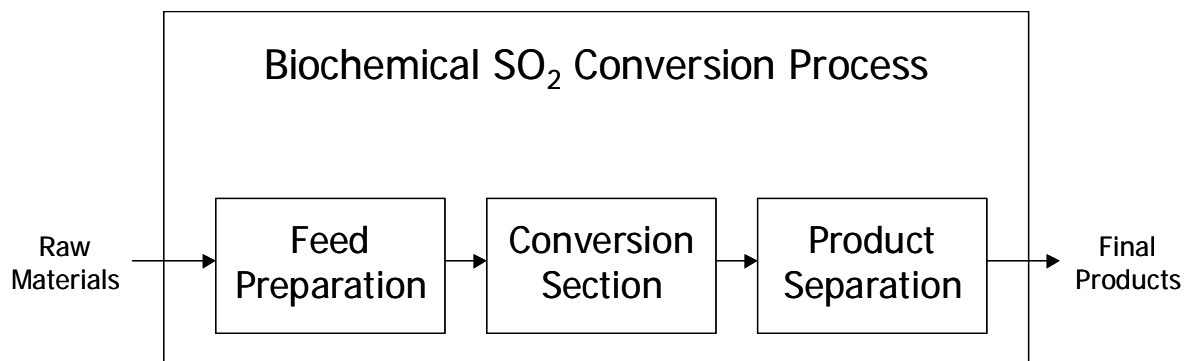 Biochemical SO₂ Conversion Process
Raw
Materials
Feed
Preparation
Conversion
Section
Product
Separation
Final
Products